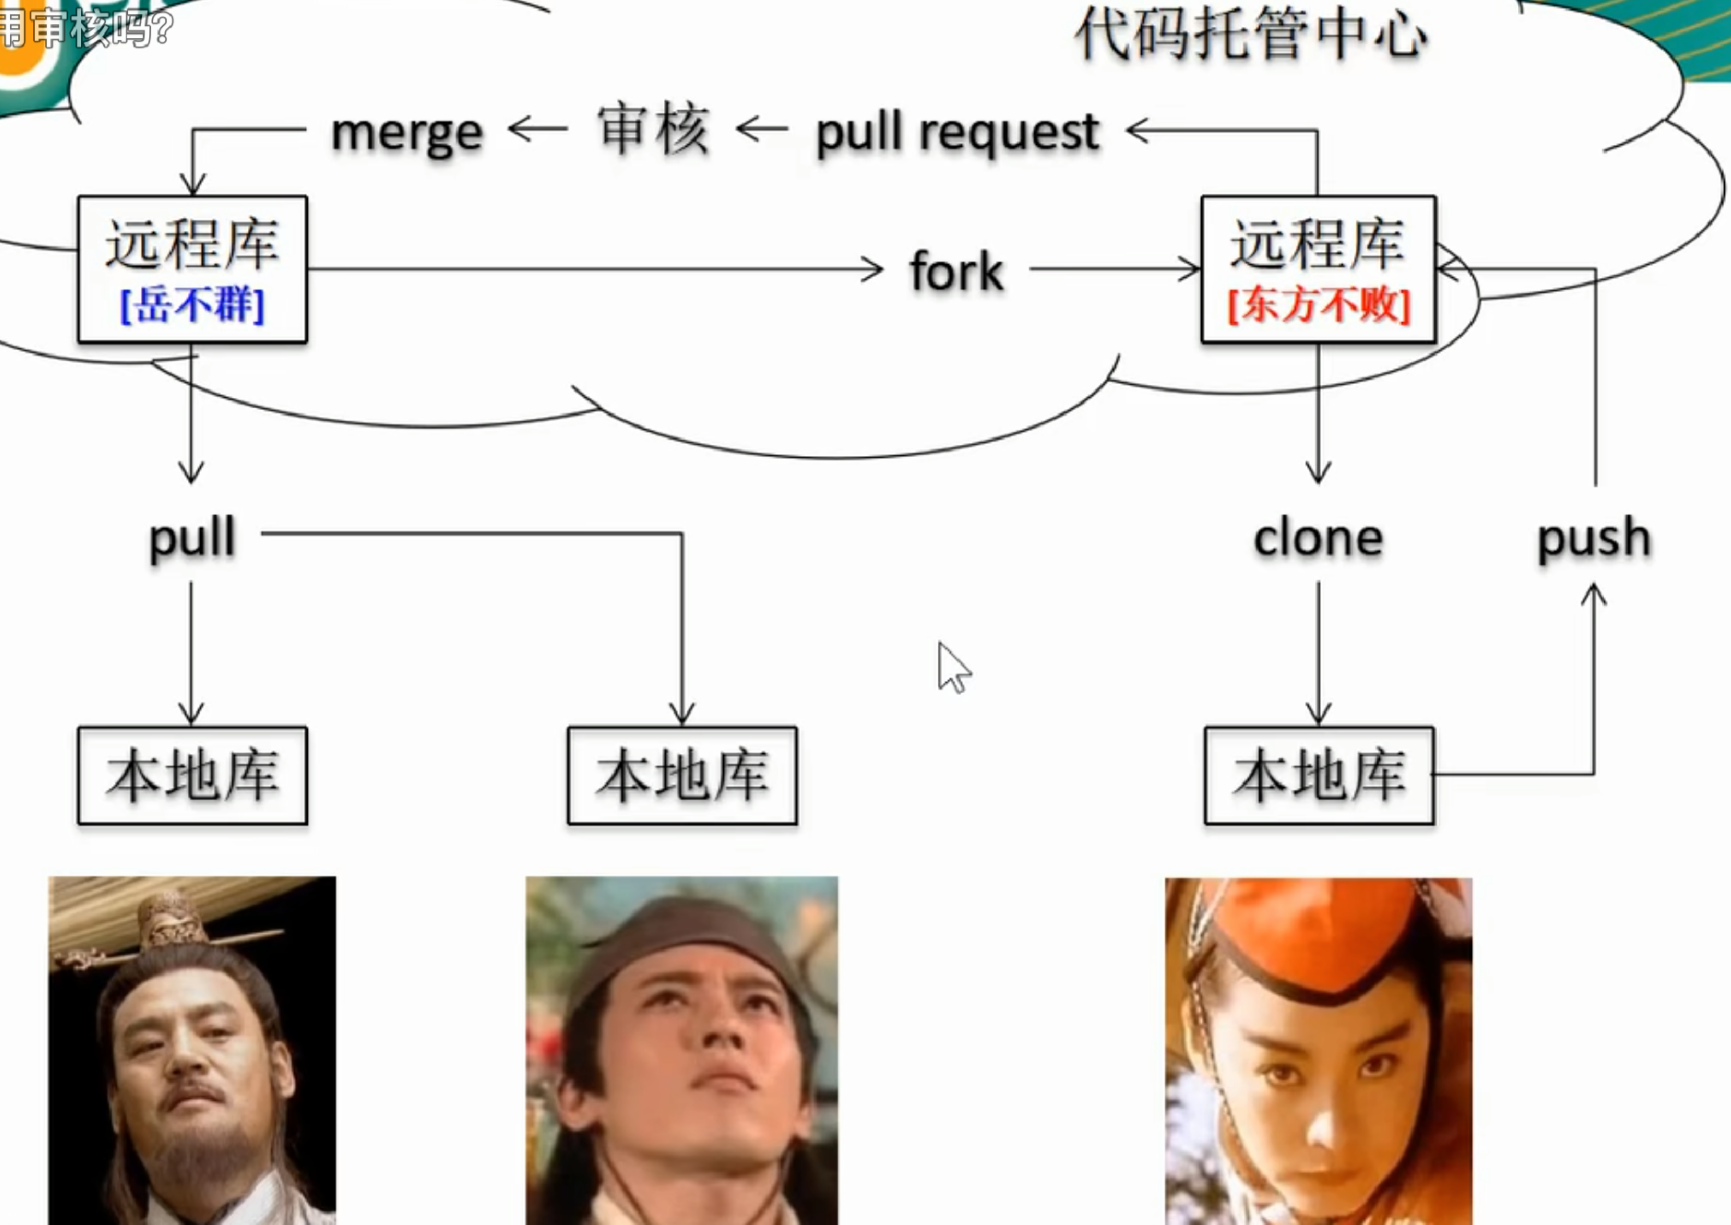 用审核吗?
代码托管中心
merge
审核
pull request
远程库
[岳不群]
fork
远程库
[东方不败]
pull
clone
push
本地库
本地库
本地库